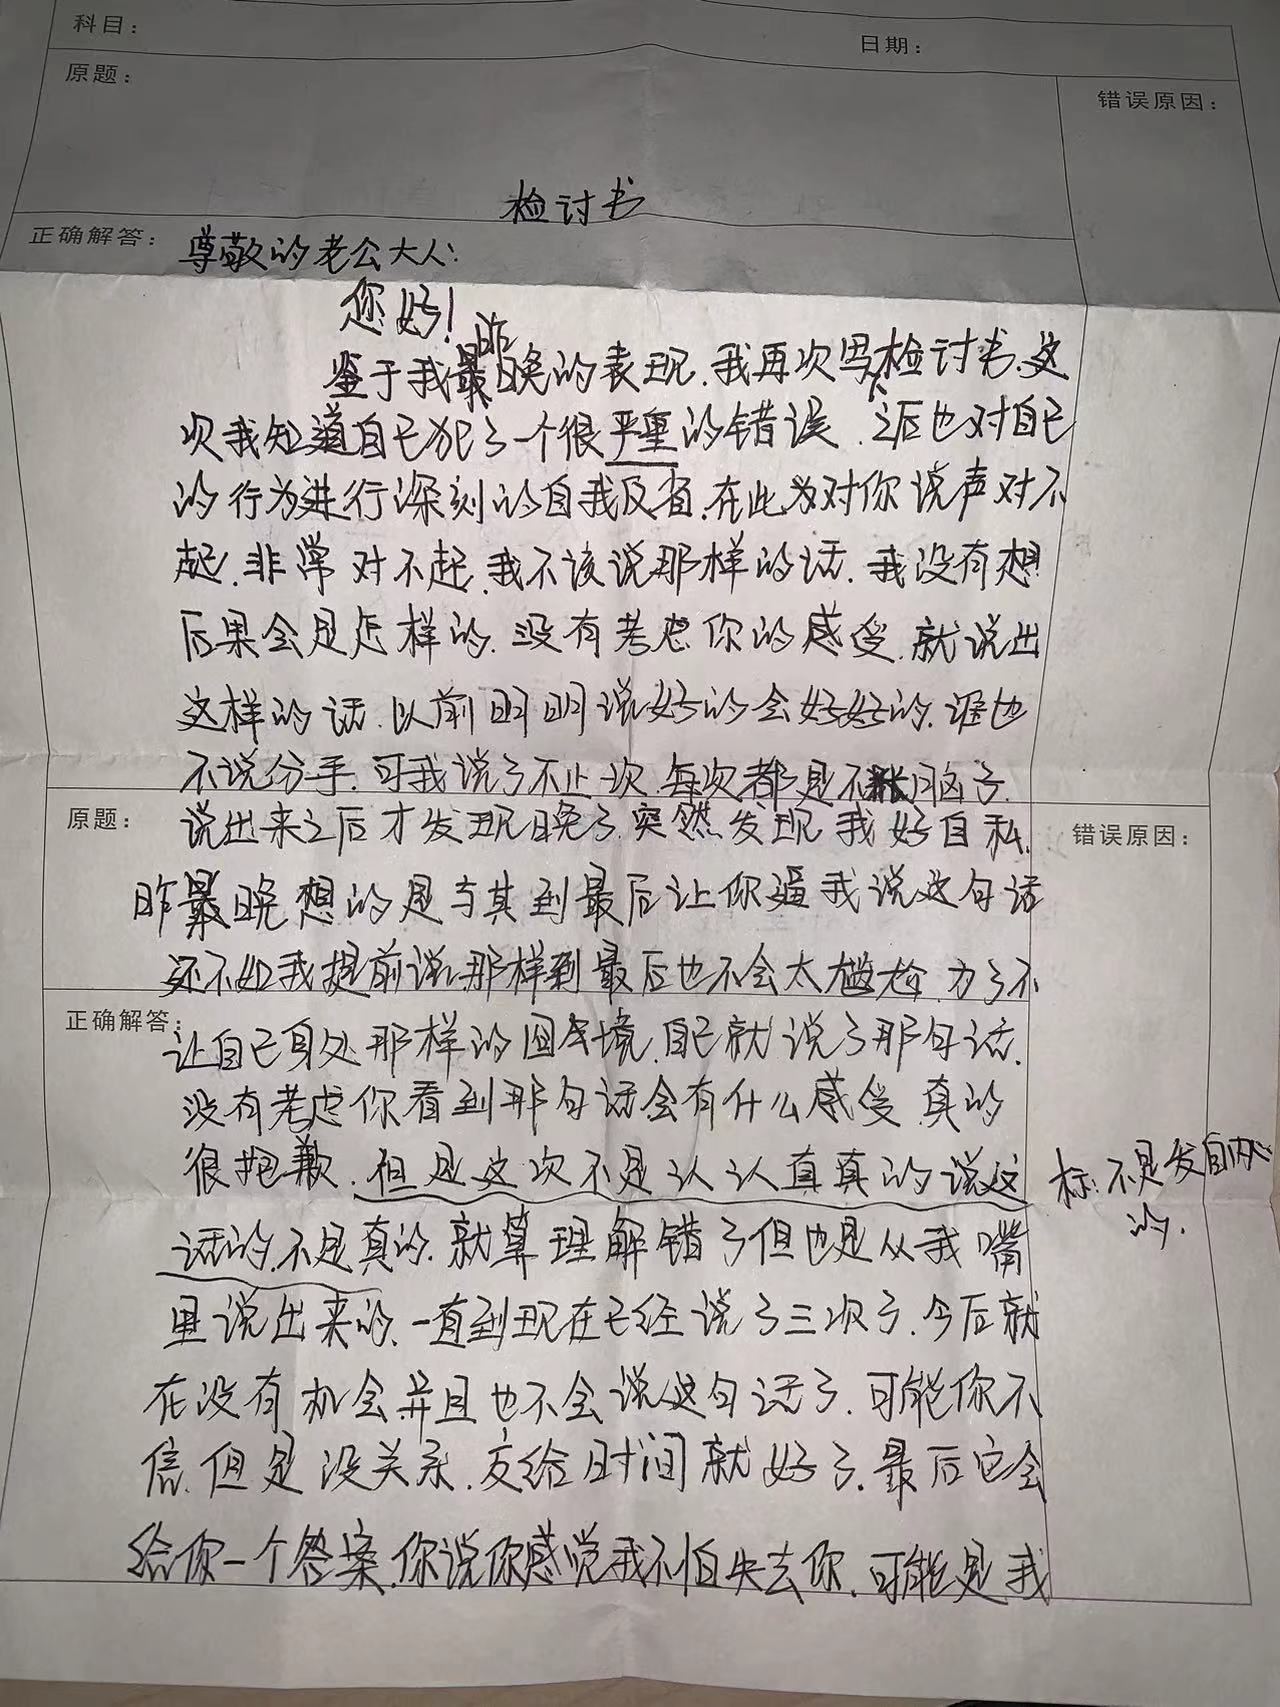 科目：
日期：
原题：
错误原因：
检讨书
正确解答：
尊敬的老公大人：
您好！
鉴于我昨晚的表现，我再次写下检讨书，这
次我知道自己犯了一个很严重的错误，之后也对自己
的行为进行深刻的自我反省，在此为对你说声对不
起，非常对不起，我不该说那样的话，我没有想
后果会是怎样的，没有考虑你的感受，就说出
这样的话，以前明明说好的会好好的，谁也
不说分手，可我说了不止一次，每次都是不长脑子，
原题：
错误原因：
说出来之后才发现晚了，突然发现我好自私，
昨晚想的是与其到最后让你逼我说这句话
还不如我提前说，那样到最后也不会太尴尬，为了不
正确解答：
让自己身处那样的困境，自己就说了那句话，
没有考虑你看到那句话会有什么感受，真的
很抱歉，但是这次不是认认真真的说这
标：不是发自内心
的，
话的，不是真的，就算理解错了但也是从我嘴
里说出来的，一直到现在已经说了三次了，今后就
在没有机会并且也不会说这句话了，可能你不
信，但是没关系，交给时间就好了，最后它会
给你一个答案，你说你感觉我不怕失去你，可能是我